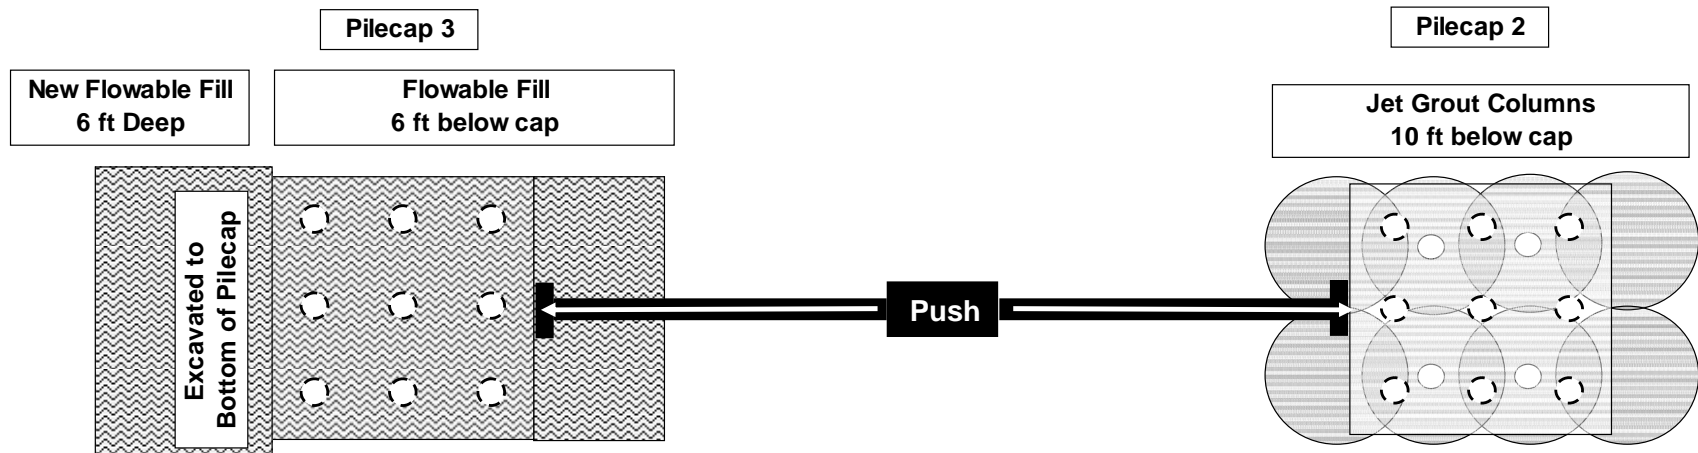 Pilecap 3
Pilecap 2
New Flowable Fill
6 ft Deep
Flowable Fill
6 ft below cap
Jet Grout Columns
10 ft below cap
Excavated to
Bottom of Pilecap
Push